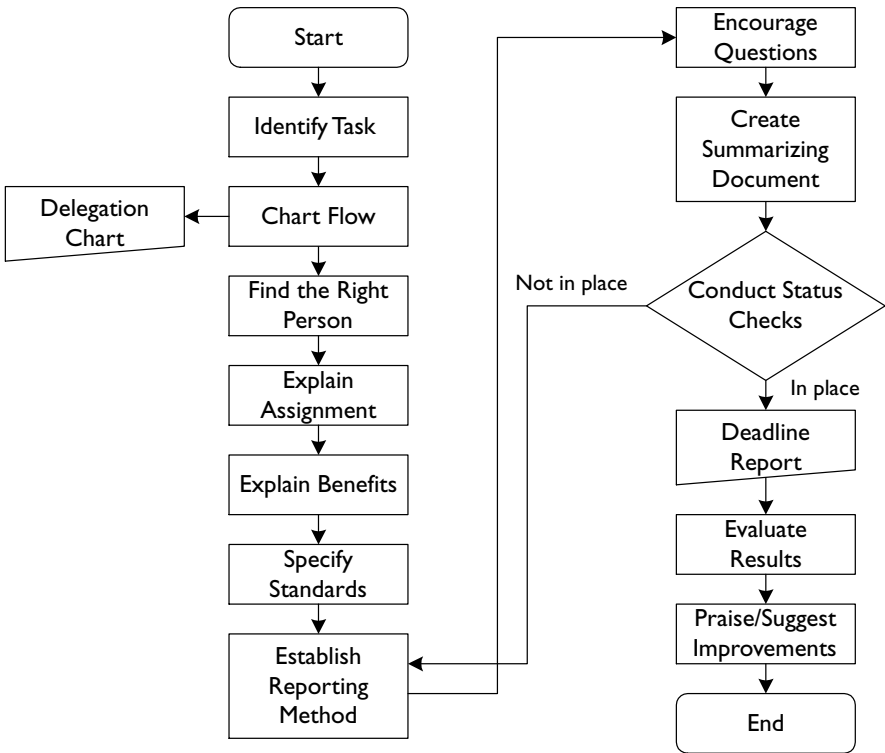 Start
Identify Task
Chart Flow
Delegation
Chart
Find the Right
Person
Explain
Assignment
Explain Benefits
Specify
Standards
Establish
Reporting
Method
Encourage
Questions
Create
Summarizing
Document
Conduct Status
Checks
Not in place
In place
Deadline
Report
Evaluate
Results
Praise/Suggest
Improvements
End